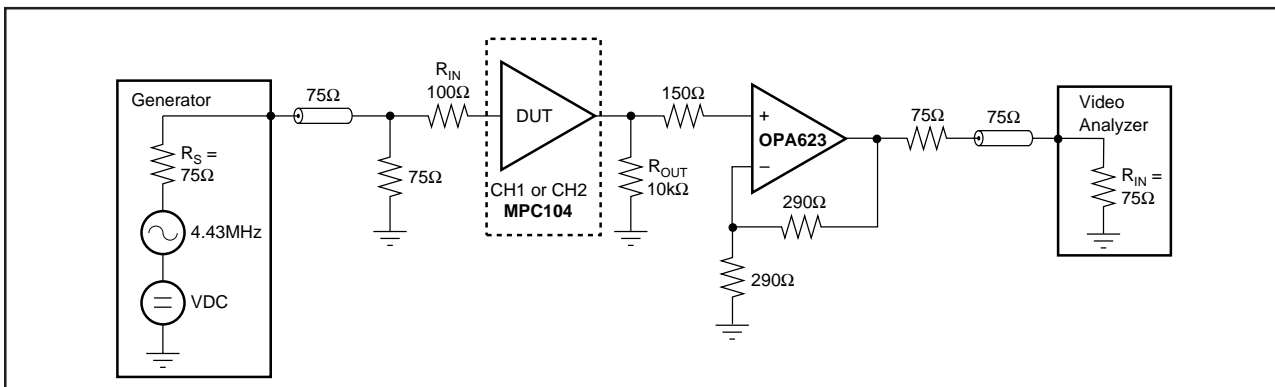 Generator
R_S =
75Ω
4.43MHz
VDC
75Ω
75Ω
R_IN
100Ω
DUT
CH1 or CH2
MPC104
R_OUT
10kΩ
150Ω
+
–
OPA623
290Ω
290Ω
75Ω
75Ω
Video
Analyzer
R_IN =
75Ω